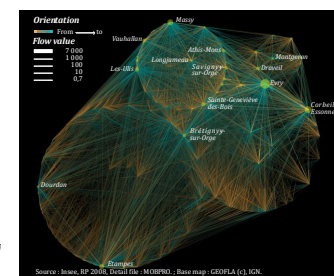 Orientation
From → to
Flow value
7 000
1 000
100
10
0,7
Massy
Vauhallan
Athis-Mons
Longjumeau
Les-Ulis
Savigny-
sur-Orge
Montgeron
Draveil
Evry
Sainte-Geneviève
des-Bois
Corbeil
Essonne
Brétigny-
sur-Orge
Dourdan
Etampes
Source : Insee, RP 2008, Detail file : MOBPRO. ; Base map : GEOFLA (c), IGN.